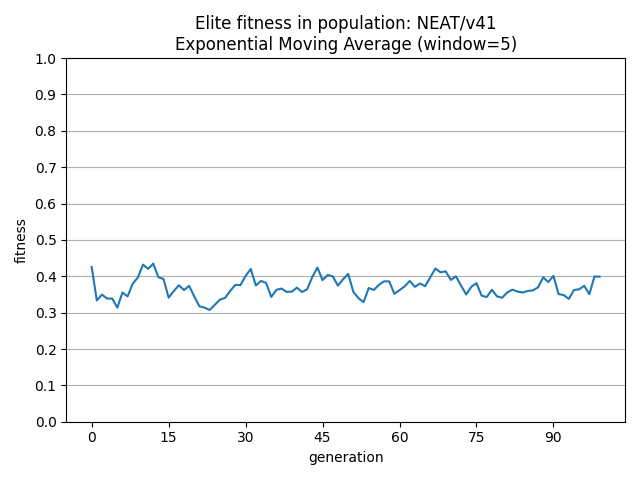 Elite fitness in population: NEAT/v41
Exponential Moving Average (window=5)
1.0
0.9
0.8
0.7
0.6
0.5
0.4
0.3
0.2
0.1
0.0
fitness
0 15 30 45 60 75 90
generation